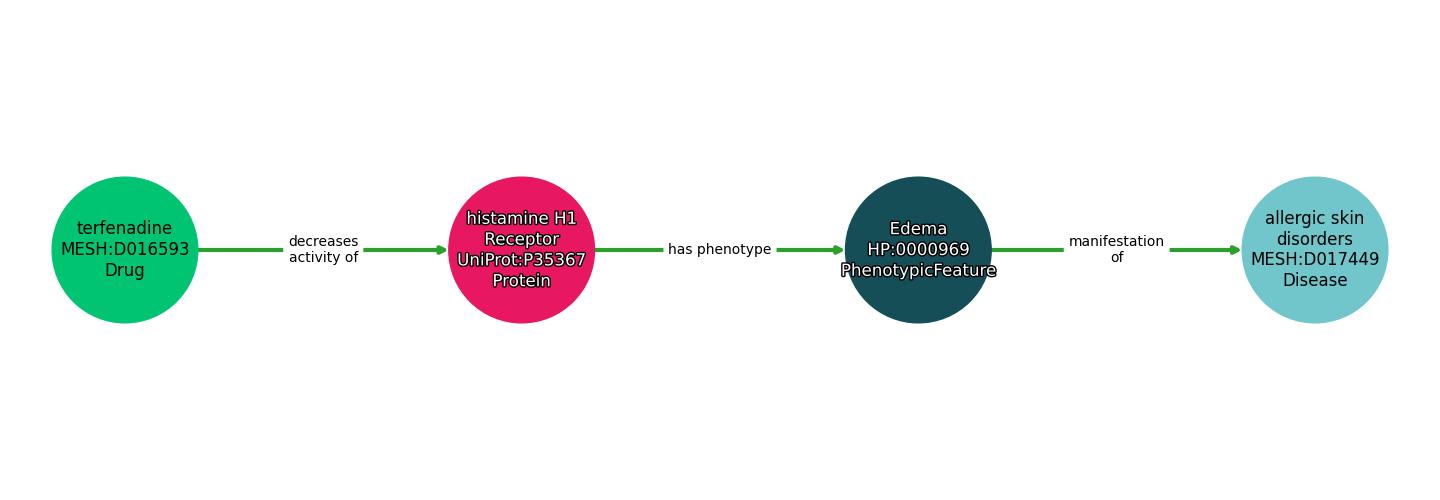 terfenadine
MESH:D016593
Drug
decreases
activity of
histamine H1
Receptor
UniProt:P35367
Protein
has phenotype
Edema
HP:0000969
PhenotypicFeature
manifestation
of
allergic skin
disorders
MESH:D017449
Disease